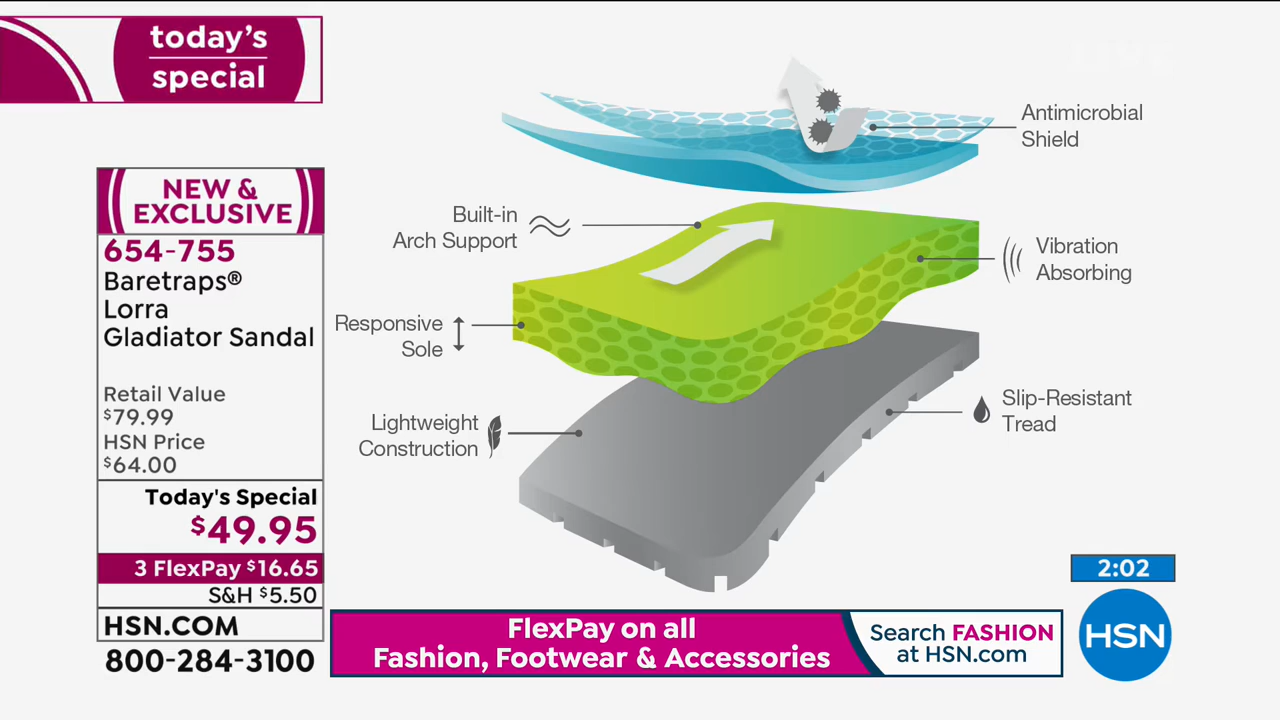 today's
special
NEW &
EXCLUSIVE
654-755
Baretraps®
Lorra
Gladiator Sandal
Retail Value
$79.99
HSN Price
$64.00
Today's Special
$49.95
3 FlexPay $16.65
S&H $5.50
HSN.COM
800-284-3100
Antimicrobial
Shield
Built-in
Arch Support
Vibration
Absorbing
Responsive
Sole
Lightweight
Construction
Slip-Resistant
Tread
FlexPay on all
Fashion, Footwear & Accessories
Search FASHION
at HSN.com
2:02
HSN